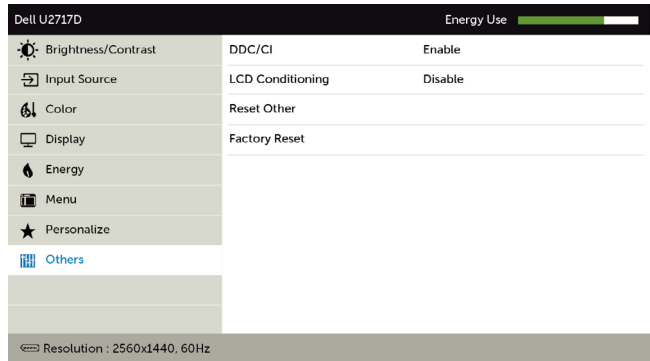 Dell U2717D Energy Use
Brightness/Contrast DDC/CI Enable
Input Source LCD Conditioning Disable
Color Reset Other
Display Factory Reset
Energy
Menu
Personalize
Others
Resolution : 2560x1440, 60Hz